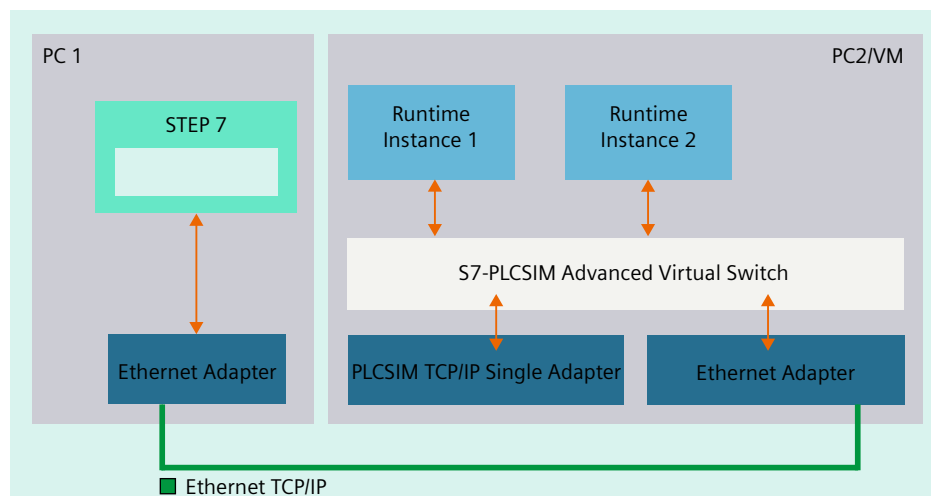 PC 1
PC2/VM
STEP 7
Runtime
Instance 1
Runtime
Instance 2
S7-PLCSIM Advanced Virtual Switch
Ethernet Adapter
PLCSIM TCP/IP Single Adapter
Ethernet Adapter
Ethernet TCP/IP